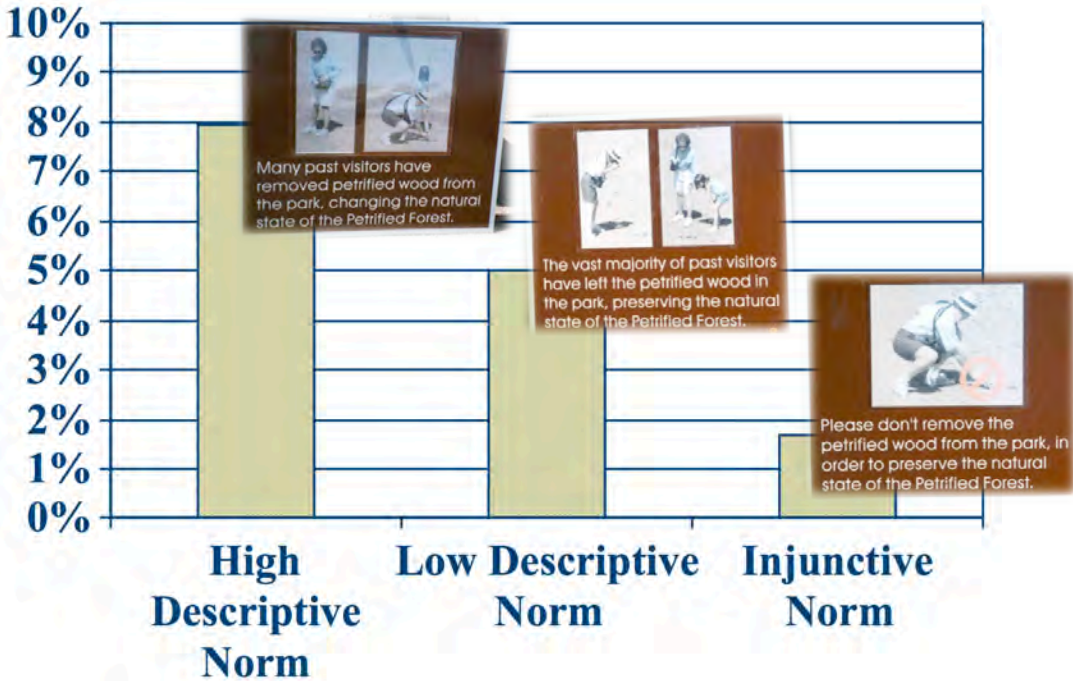 10%
9%
8%
7%
6%
5%
4%
3%
2%
1%
0%
Many past visitors have
removed petrified wood from
the park, changing the natural
state of the Petrified Forest.
The vast majority of past visitors
have left the petrified wood in
the park, preserving the natural
state of the Petrified Forest.
Please don't remove the
petrified wood from the park, in
order to preserve the natural
state of the Petrified Forest.
High
Descriptive
Norm
Low Descriptive
Norm
Injunctive
Norm